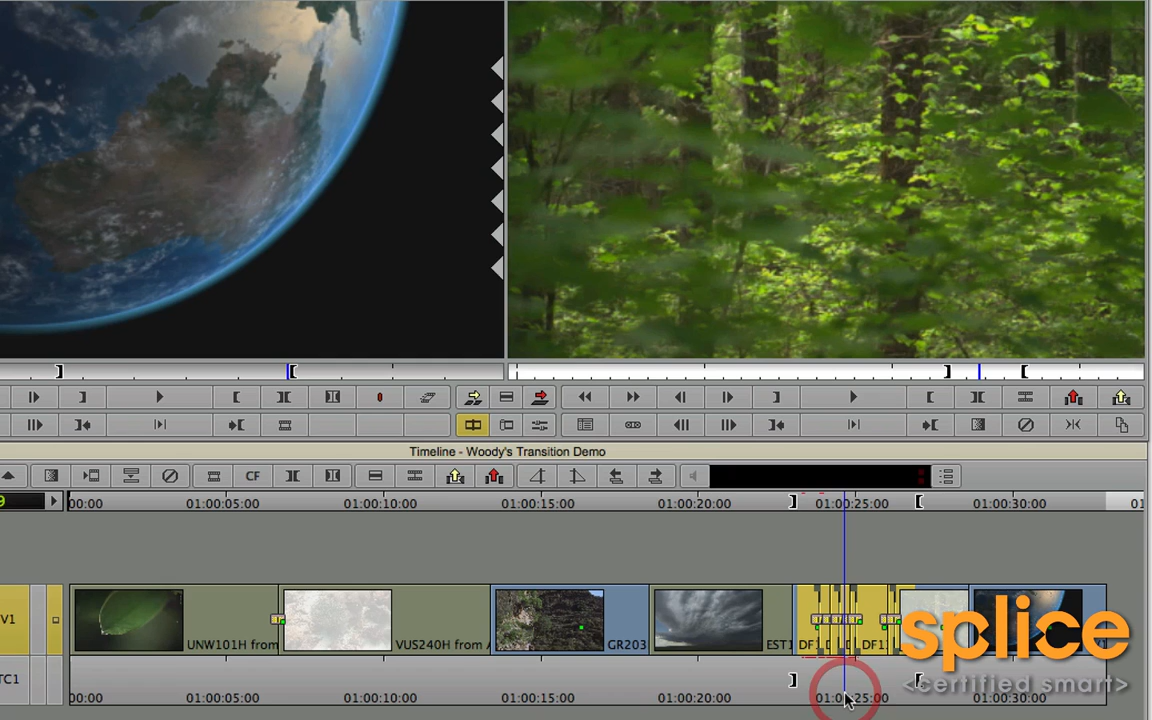 CF
Timeline - Woody's Transition Demo
9
00:00
01:00:05:00
01:00:10:00
01:00:15:00
01:00:20:00
01:00:25:00
01:00:30:00
01
V1
UNW101H from
VUS240H from
GR203
EST1
DF1
DF1
splice
<certified smart>
TC1
00:00
01:00:05:00
01:00:10:00
01:00:15:00
01:00:20:00
01:00:25:00
01:00:30:00